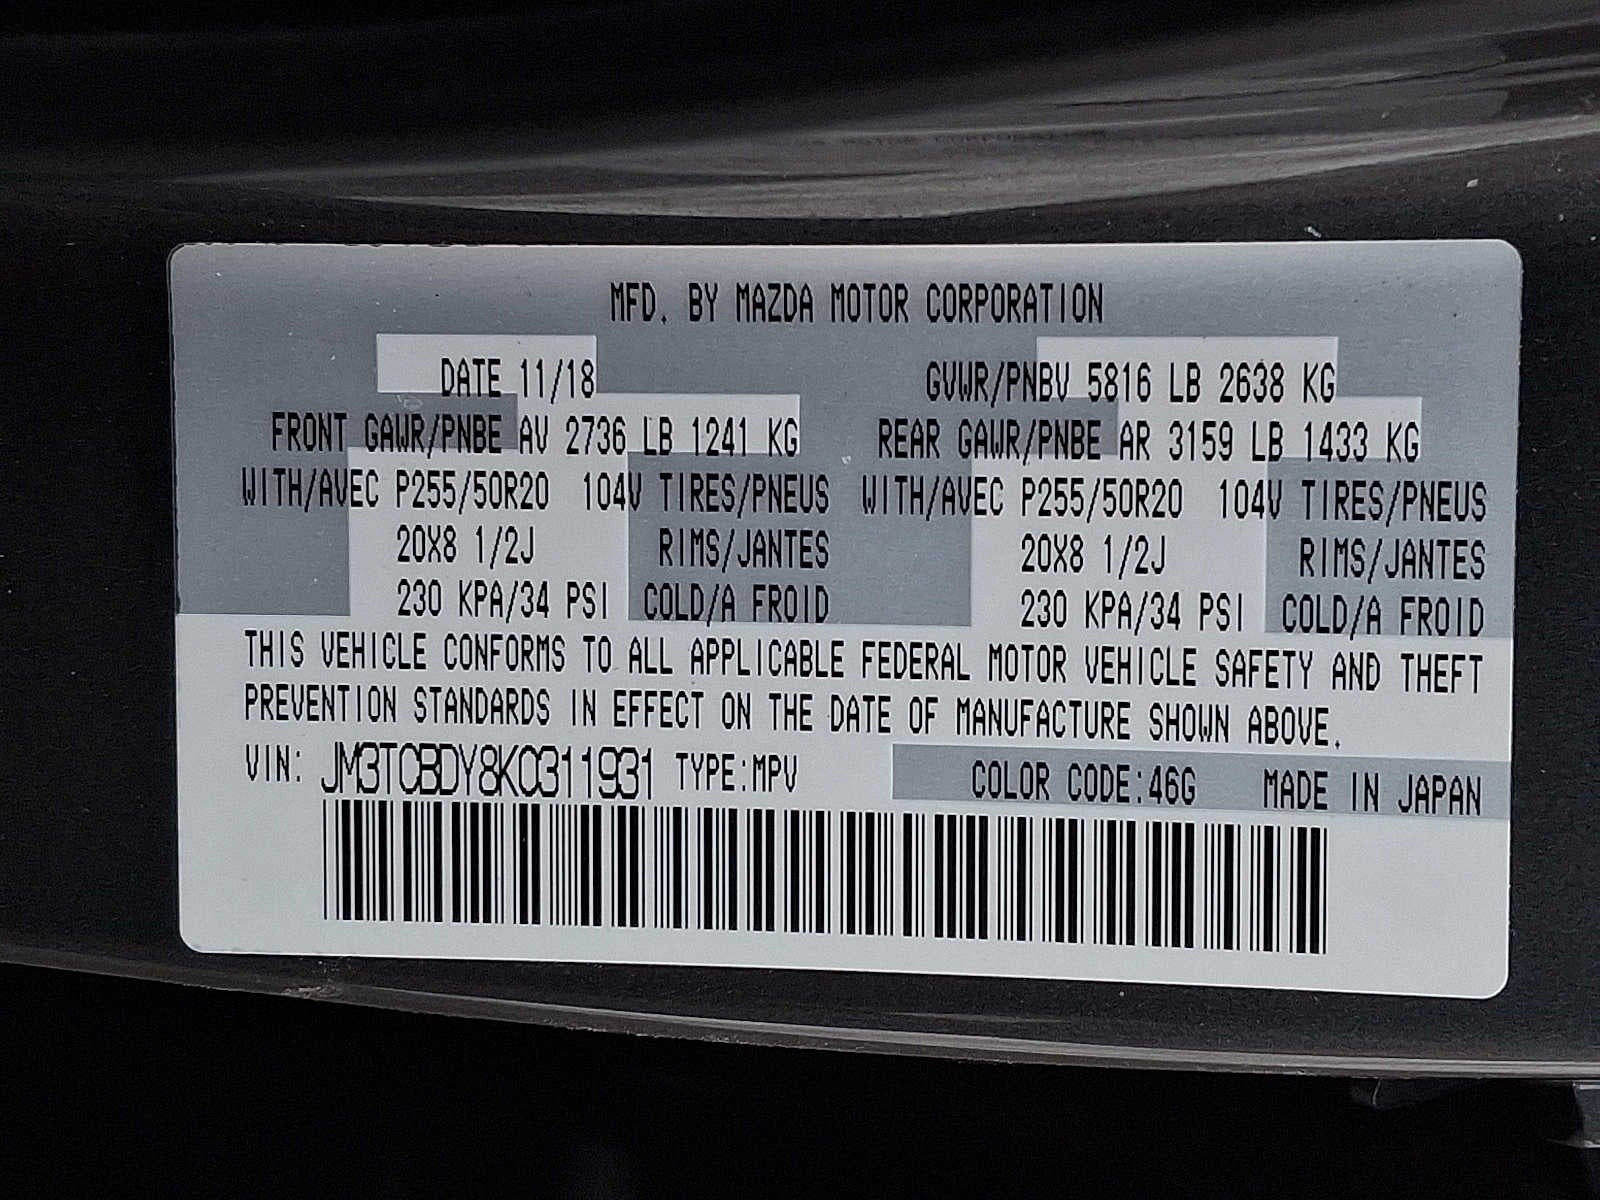 MFD. BY MAZDA MOTOR CORPORATION
DATE 11/18 GVWR/PNBV 5816 LB 2638 KG
FRONT GAWR/PNBE AV 2736 LB 1241 KG REAR GAWR/PNBE AR 3159 LB 1433 KG
WITH/AVEC P255/50R20 104V TIRES/PNEUS WITH/AVEC P255/50R20 104V TIRES/PNEUS
20X8 1/2J RIMS/JANTES 20X8 1/2J RIMS/JANTES
230 KPA/34 PSI COLD/A FROID 230 KPA/34 PSI COLD/A FROID
THIS VEHICLE CONFORMS TO ALL APPLICABLE FEDERAL MOTOR VEHICLE SAFETY AND THEFT
PREVENTION STANDARDS IN EFFECT ON THE DATE OF MANUFACTURE SHOWN ABOVE.
VIN: JM3TCBDY8K0311931 TYPE:MPV COLOR CODE:46G MADE IN JAPAN